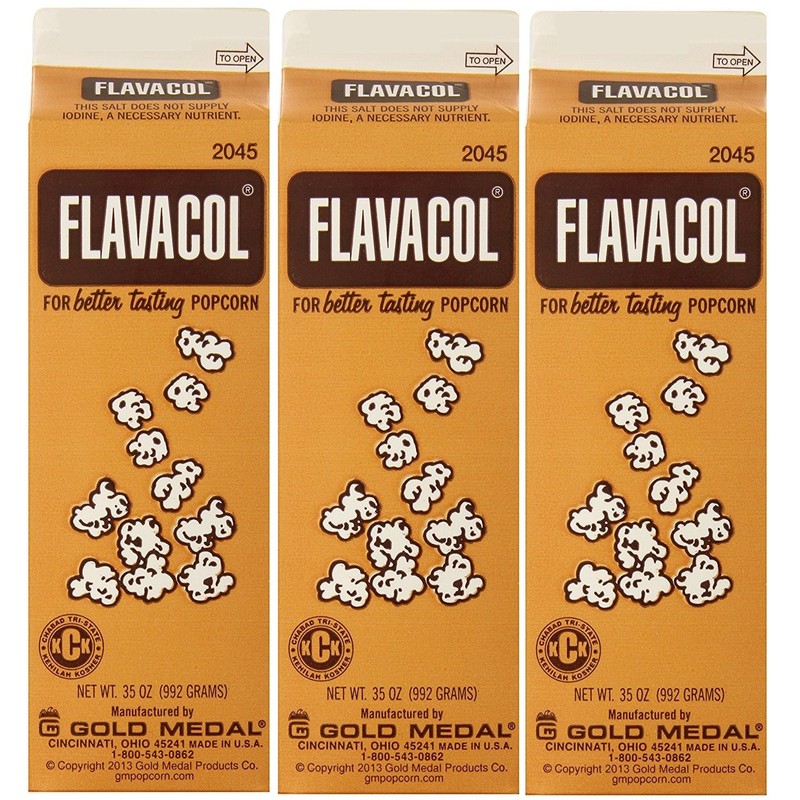 TO OPEN
FLAVACOL™
THIS SALT DOES NOT SUPPLY
IODINE, A NECESSARY NUTRIENT.
2045
FLAVACOL®
FOR better tasting POPCORN
CHABAD TRI-STATE
KCK
KEHILAH KOSHER
NET WT. 35 OZ (992 GRAMS)
Manufactured by
G GOLD MEDAL®
CINCINNATI, OHIO 45241 MADE IN U.S.A.
1-800-543-0862
© Copyright 2013 Gold Medal Products Co.
gmpopcorn.com
TO OPEN
FLAVACOL™
THIS SALT DOES NOT SUPPLY
IODINE, A NECESSARY NUTRIENT.
2045
FLAVACOL®
FOR better tasting POPCORN
CHABAD TRI-STATE
KCK
KEHILAH KOSHER
NET WT. 35 OZ (992 GRAMS)
Manufactured by
G GOLD MEDAL®
CINCINNATI, OHIO 45241 MADE IN U.S.A.
1-800-543-0862
© Copyright 2013 Gold Medal Products Co.
gmpopcorn.com
TO OPEN
FLAVACOL™
THIS SALT DOES NOT SUPPLY
IODINE, A NECESSARY NUTRIENT.
2045
FLAVACOL®
FOR better tasting POPCORN
CHABAD TRI-STATE
KCK
KEHILAH KOSHER
NET WT. 35 OZ (992 GRAMS)
Manufactured by
G GOLD MEDAL®
CINCINNATI, OHIO 45241 MADE IN U.S.A.
1-800-543-0862
© Copyright 2013 Gold Medal Products Co.
gmpopcorn.com